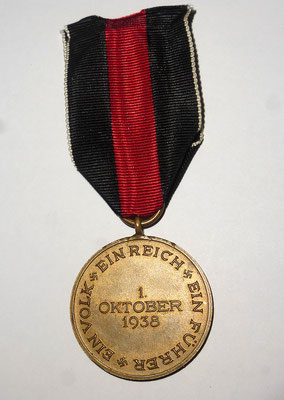 EIN VOLK EIN REICH EIN FÜHRER
1.
OKTOBER
1938